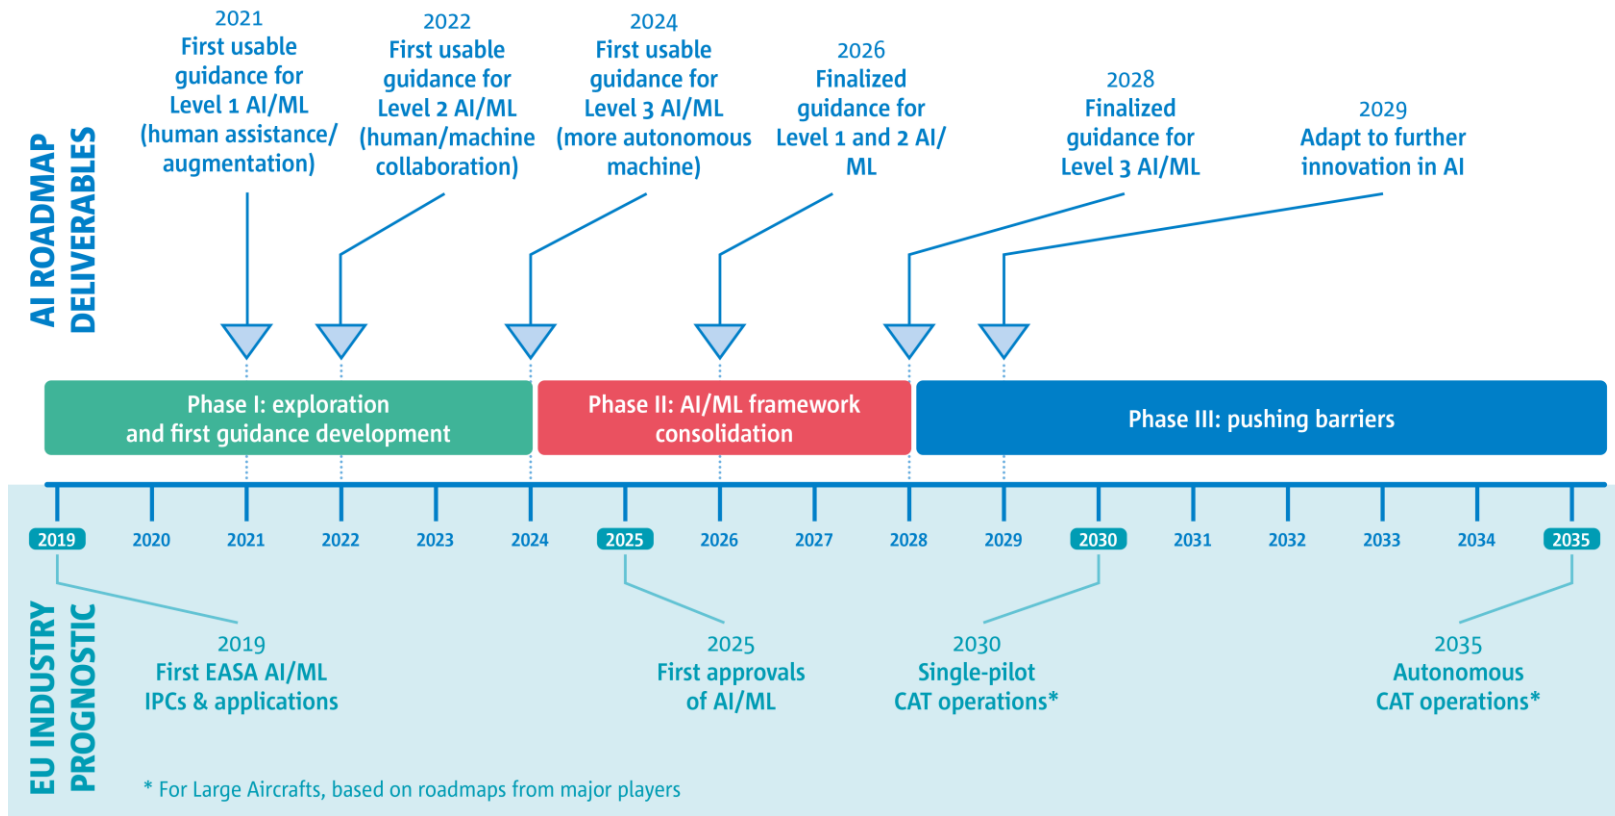 AI ROADMAP
DELIVERABLES
2021
First usable
guidance for
Level 1 AI/ML
(human assistance/
augmentation)
2022
First usable
guidance for
Level 2 AI/ML
(human/machine
collaboration)
2024
First usable
guidance for
Level 3 AI/ML
(more autonomous
machine)
2026
Finalized
guidance for
Level 1 and 2 AI/
ML
2028
Finalized
guidance for
Level 3 AI/ML
2029
Adapt to further
innovation in AI
Phase I: exploration
and first guidance development
Phase II: AI/ML framework
consolidation
Phase III: pushing barriers
2019 2020 2021 2022 2023 2024 2025 2026 2027 2028 2029 2030 2031 2032 2033 2034 2035
EU INDUSTRY
PROGNOSTIC
2019
First EASA AI/ML
IPCs & applications
2025
First approvals
of AI/ML
2030
Single-pilot
CAT operations*
2035
Autonomous
CAT operations*
* For Large Aircrafts, based on roadmaps from major players